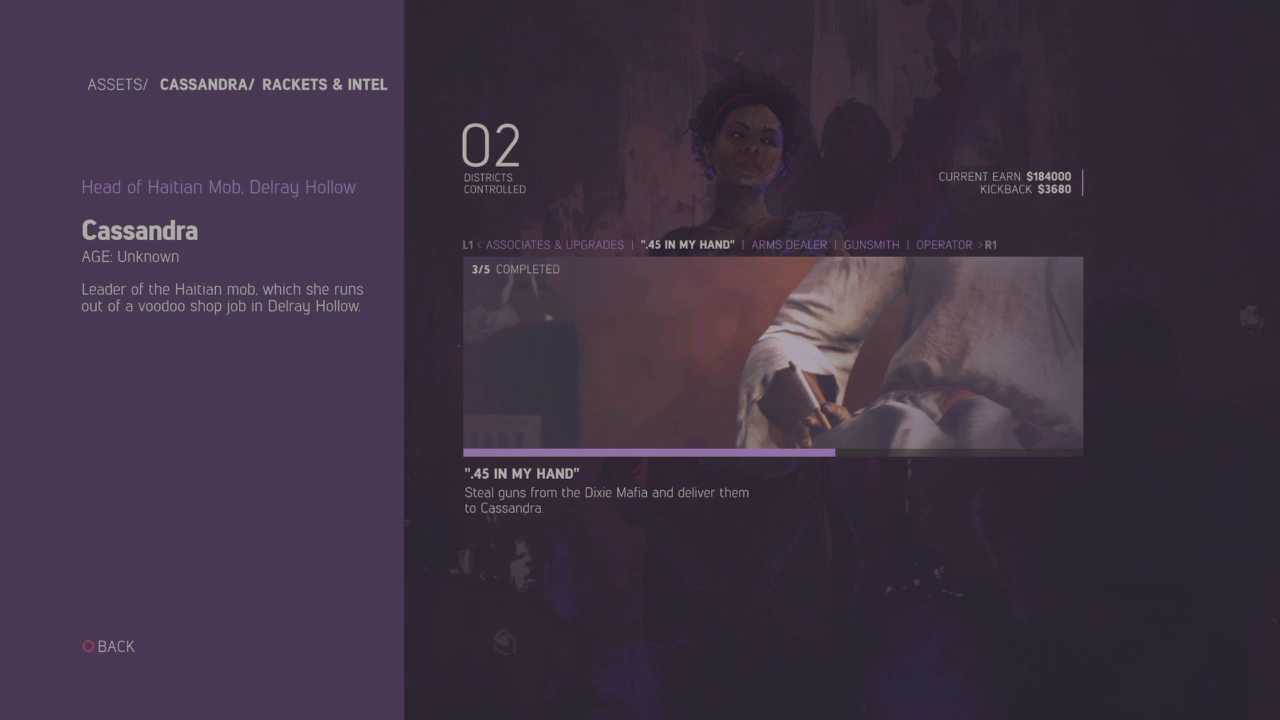 ASSETS/ CASSANDRA/ RACKETS & INTEL
Head of Haitian Mob, Delray Hollow
Cassandra
AGE: Unknown
Leader of the Haitian mob, which she runs
out of a voodoo shop job in Delray Hollow.
BACK
02
DISTRICTS
CONTROLLED
CURRENT EARN $184000
KICKBACK $3680
L1 < ASSOCIATES & UPGRADES | ".45 IN MY HAND" | ARMS DEALER | GUNSMITH | OPERATOR > R1
3/5 COMPLETED
".45 IN MY HAND"
Steal guns from the Dixie Mafia and deliver them
to Cassandra.